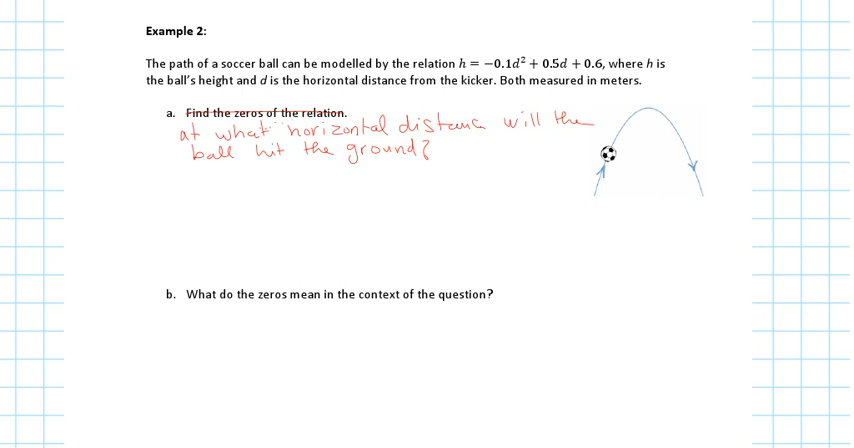 Example 2:
The path of a soccer ball can be modelled by the relation h = −0.1d² + 0.5d + 0.6, where h is
the ball's height and d is the horizontal distance from the kicker. Both measured in meters.
a. Find the zeros of the relation.
at what horizontal distance will the
ball hit the ground?
b. What do the zeros mean in the context of the question?